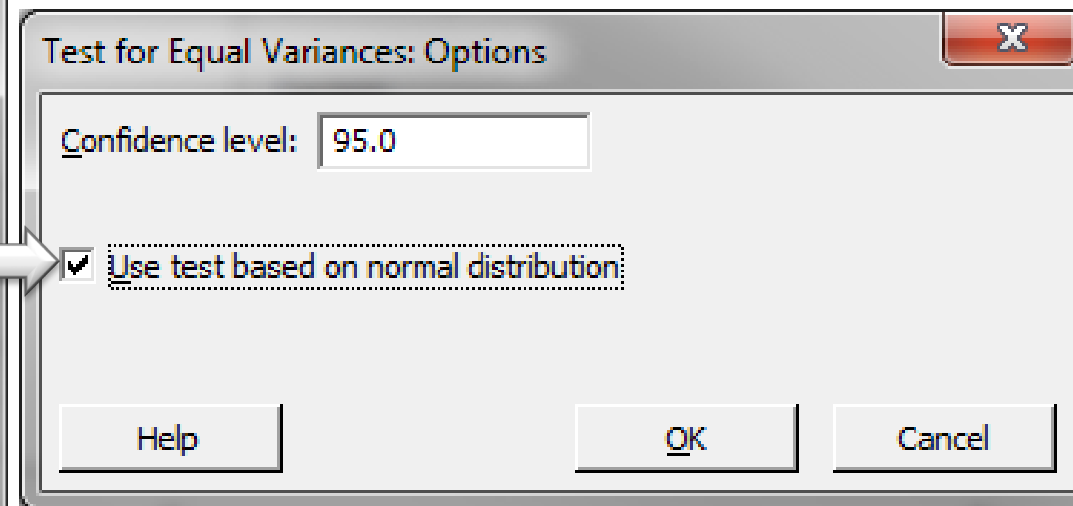 Test for Equal Variances: Options
Confidence level: 95.0
Use test based on normal distribution
Help OK Cancel